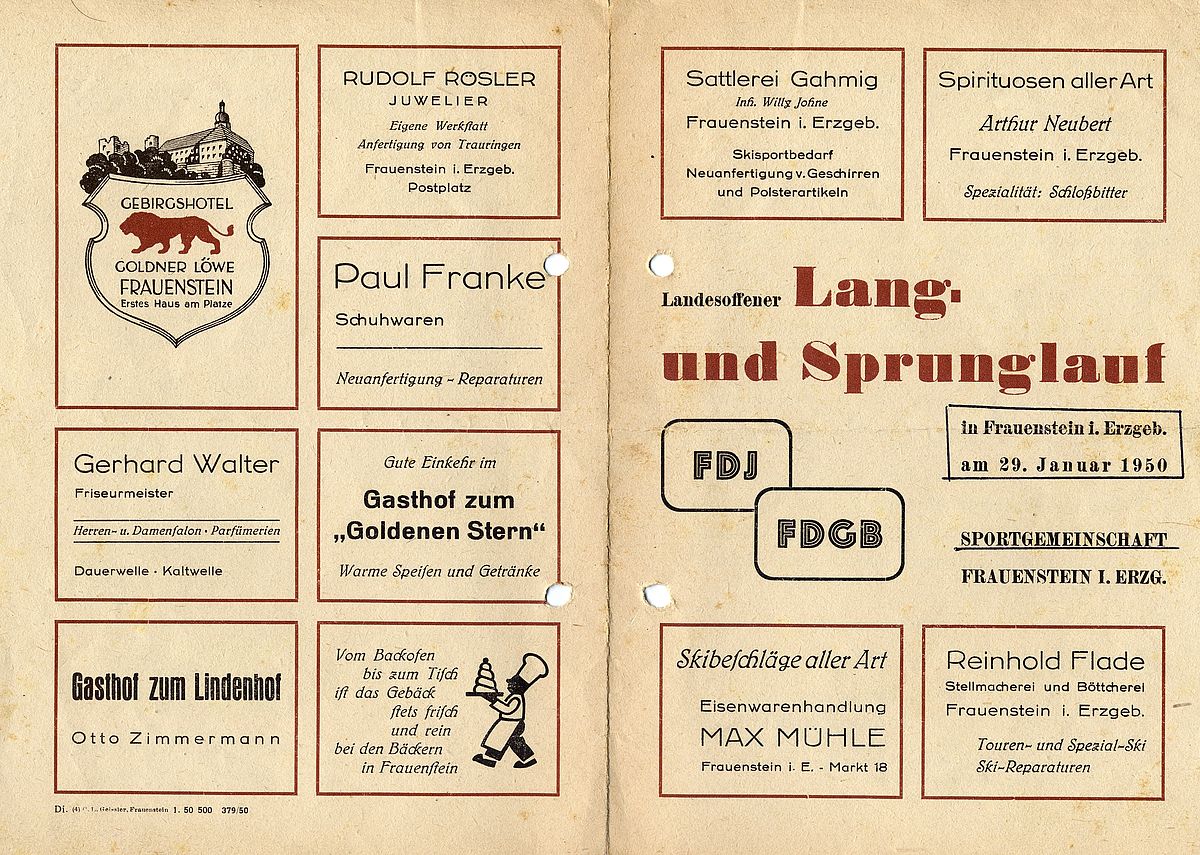 GEBIRGSHOTEL
GOLDNER LÖWE
FRAUENSTEIN
Erstes Haus am Platze
RUDOLF RÖSLER
JUWELIER
Eigene Werkſtatt
Anfertigung von Trauringen
Frauenstein i. Erzgeb.
Postplatz
Paul Franke
Schuhwaren
Neuanfertigung - Reparaturen
Gerhard Walter
Friseurmeister
Herren- u. Damenſalon · Parfümerien
Dauerwelle · Kaltwelle
Gute Einkehr im
Gasthof zum
„Goldenen Stern“
Warme Speiſen und Getränke
Gasthof zum Lindenhof
Otto Zimmermann
Vom Backofen
bis zum Tiſch
iſt das Gebäck
ſtets friſch
und rein
bei den Bäckern
in Frauenſtein
Di. (4) Frauenstein 1. 50 500 379/50
Sattlerei Gahmig
Inh. Willy Johne
Frauenstein i. Erzgeb.
Skisportbedarf
Neuanfertigung v. Geschirren
und Polsterartikeln
Spirituosen aller Art
Arthur Neubert
Frauenstein i. Erzgeb.
Spezialität: Schloßbitter
Landesoffener Lang-
und Sprunglauf
in Frauenstein i. Erzgeb.
am 29. Januar 1950
FDJ
FDGB
SPORTGEMEINSCHAFT
FRAUENSTEIN I. ERZG.
Skibeſchläge aller Art
Eisenwarenhandlung
MAX MÜHLE
Frauenstein i. E. - Markt 18
Reinhold Flade
Stellmacherei und Böttcherei
Frauenstein i. Erzgeb.
Touren- und Spezial-Ski
Ski-Reparaturen